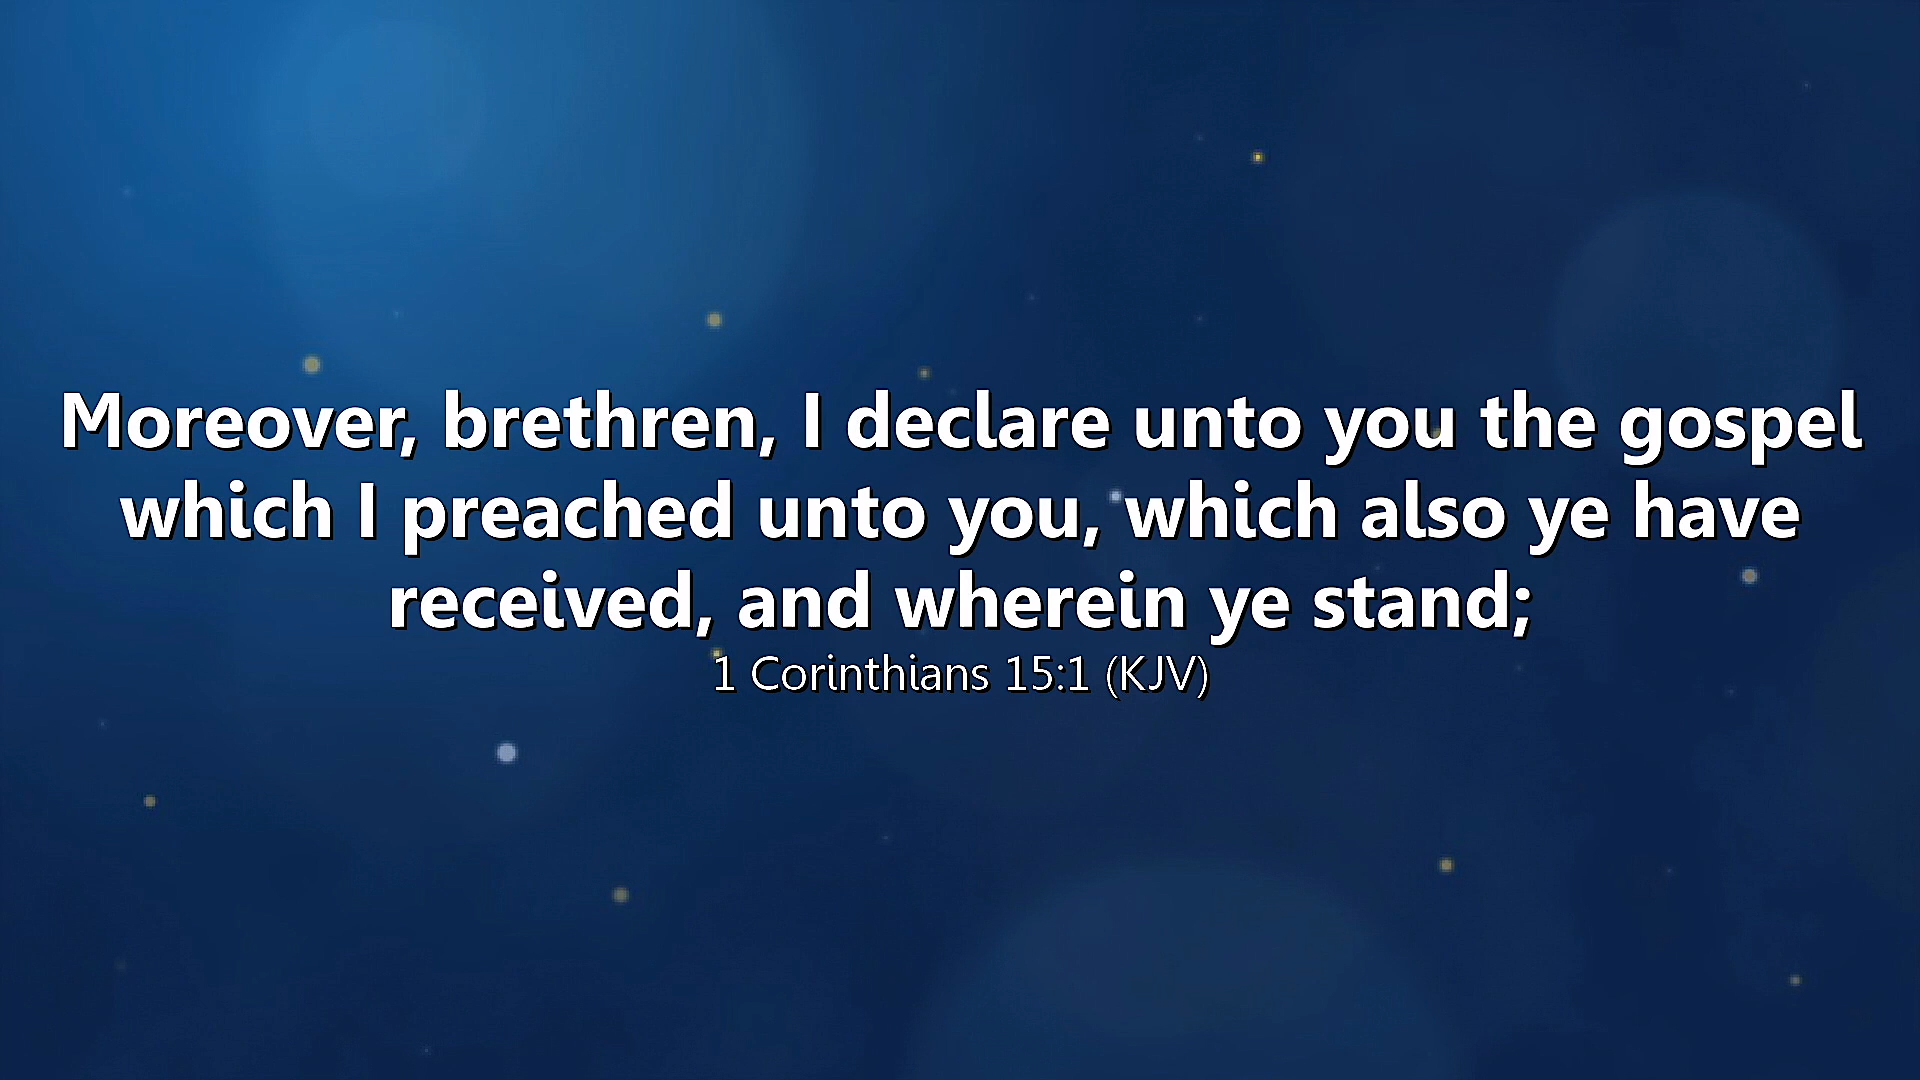 Moreover, brethren, I declare unto you the gospel
which I preached unto you, which also ye have
received, and wherein ye stand;
1 Corinthians 15:1 (KJV)